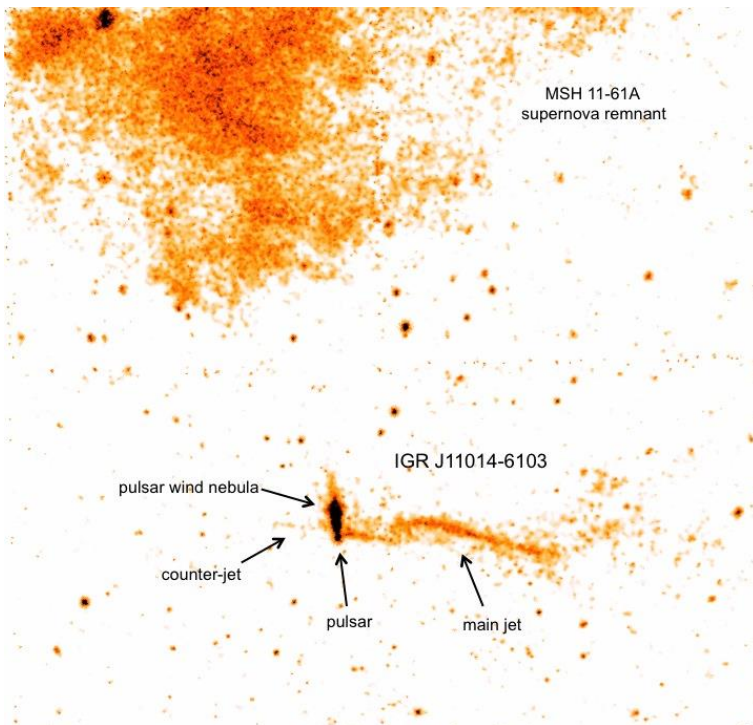 MSH 11-61A
supernova remnant
IGR J11014-6103
pulsar wind nebula
counter-jet
pulsar
main jet